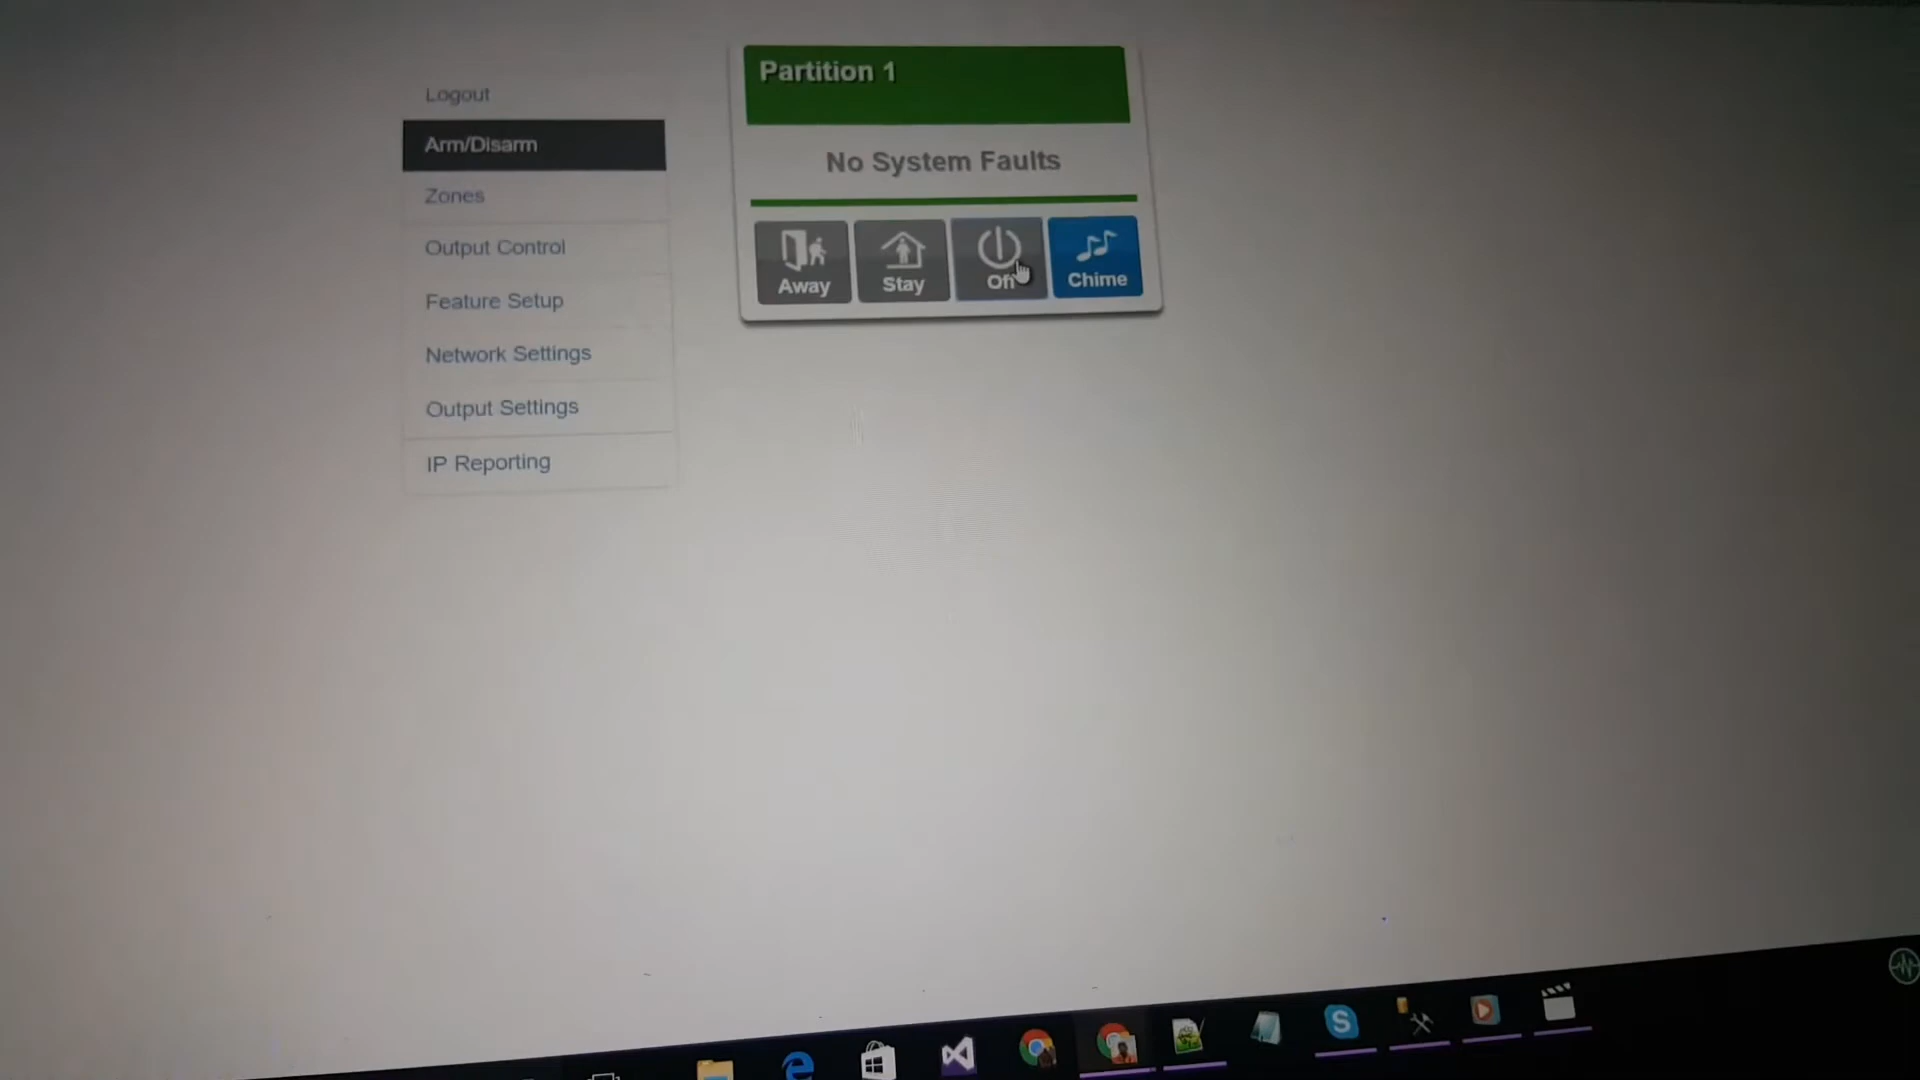 Logout
Arm/Disarm
Zones
Output Control
Feature Setup
Network Settings
Output Settings
IP Reporting
Partition 1
No System Faults
Away
Stay
Off
Chime